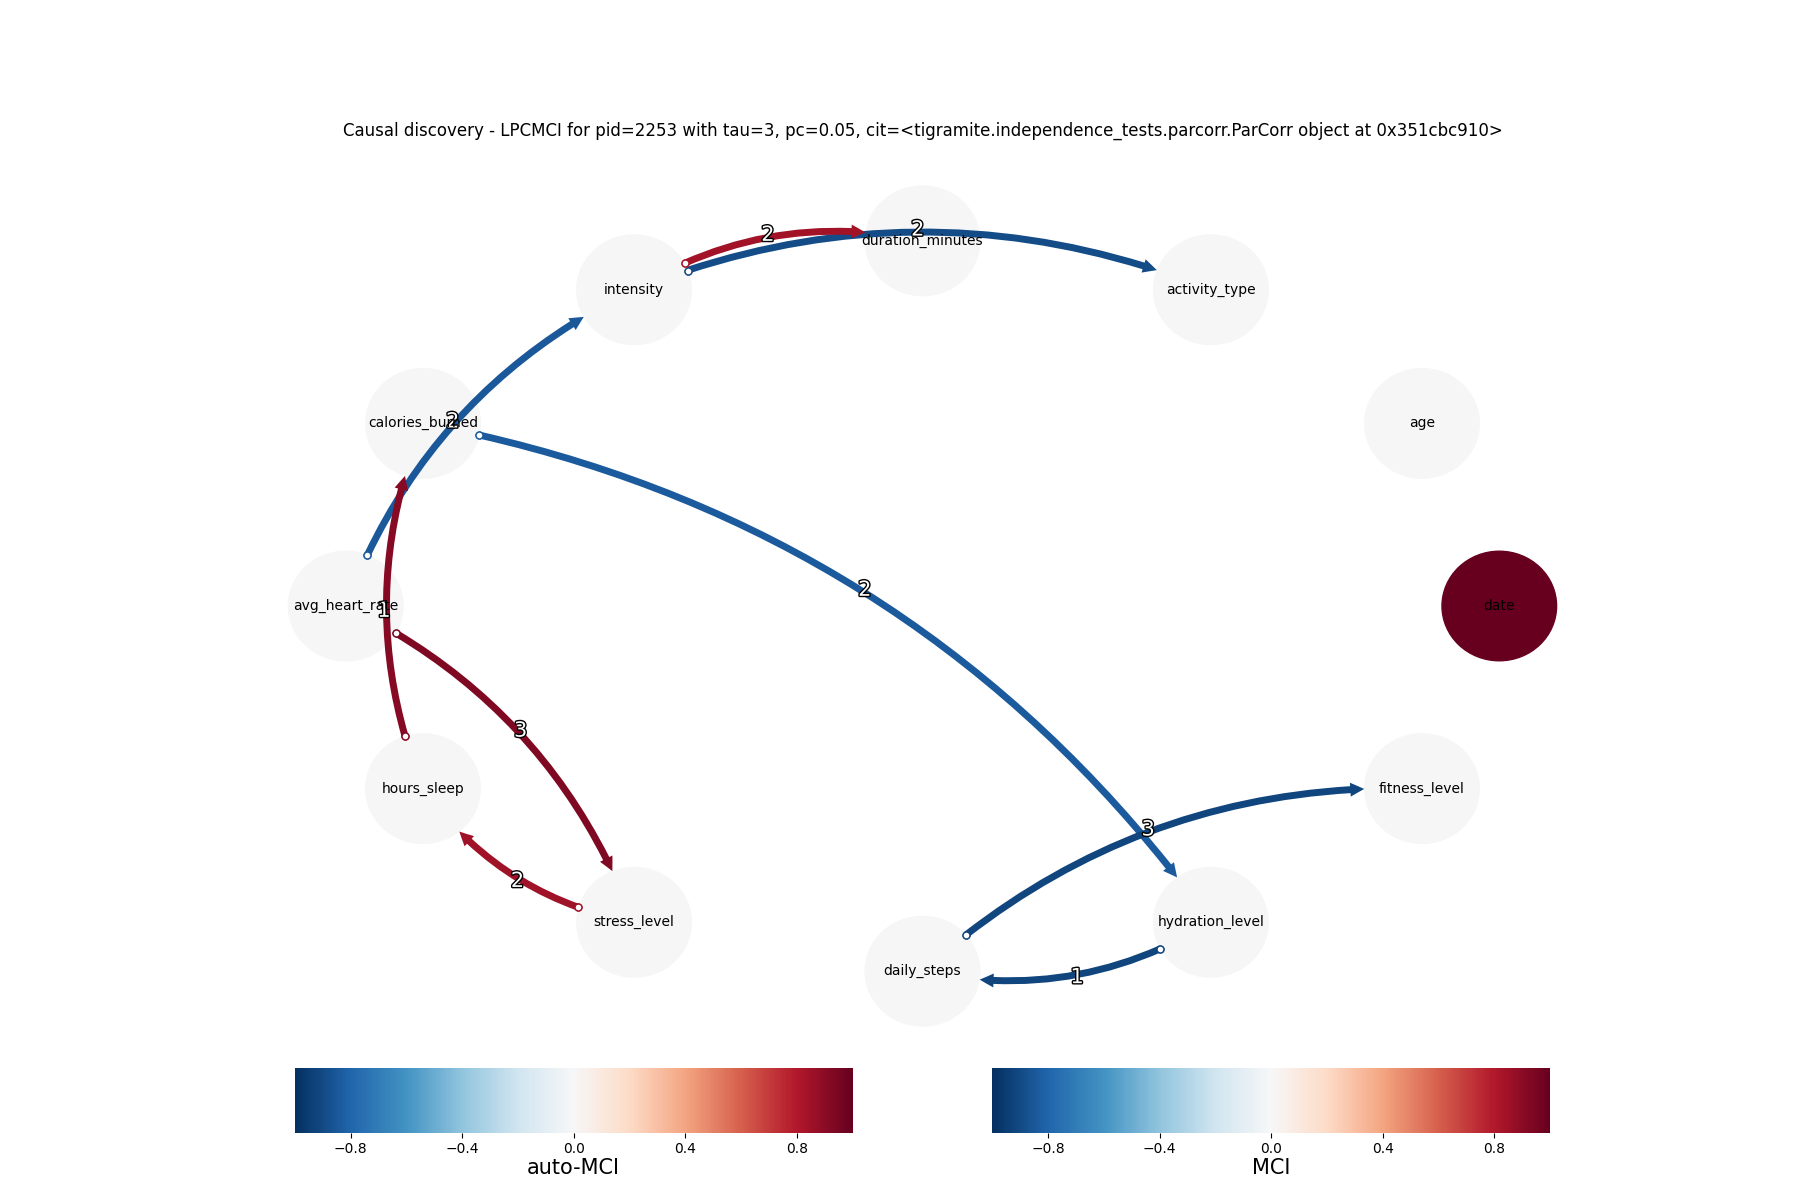 Causal discovery - LPCMCI for pid=2253 with tau=3, pc=0.05, cit=<tigramite.independence_tests.parcorr.ParCorr object at 0x351cbc910>
2
2
duration_minutes
intensity
activity_type
2
calories_burned
age
2
avg_heart_rate
1
date
3
hours_sleep
fitness_level
3
2
stress_level
hydration_level
daily_steps
1
−0.8 −0.4 0.0 0.4 0.8
auto-MCI
−0.8 −0.4 0.0 0.4 0.8
MCI